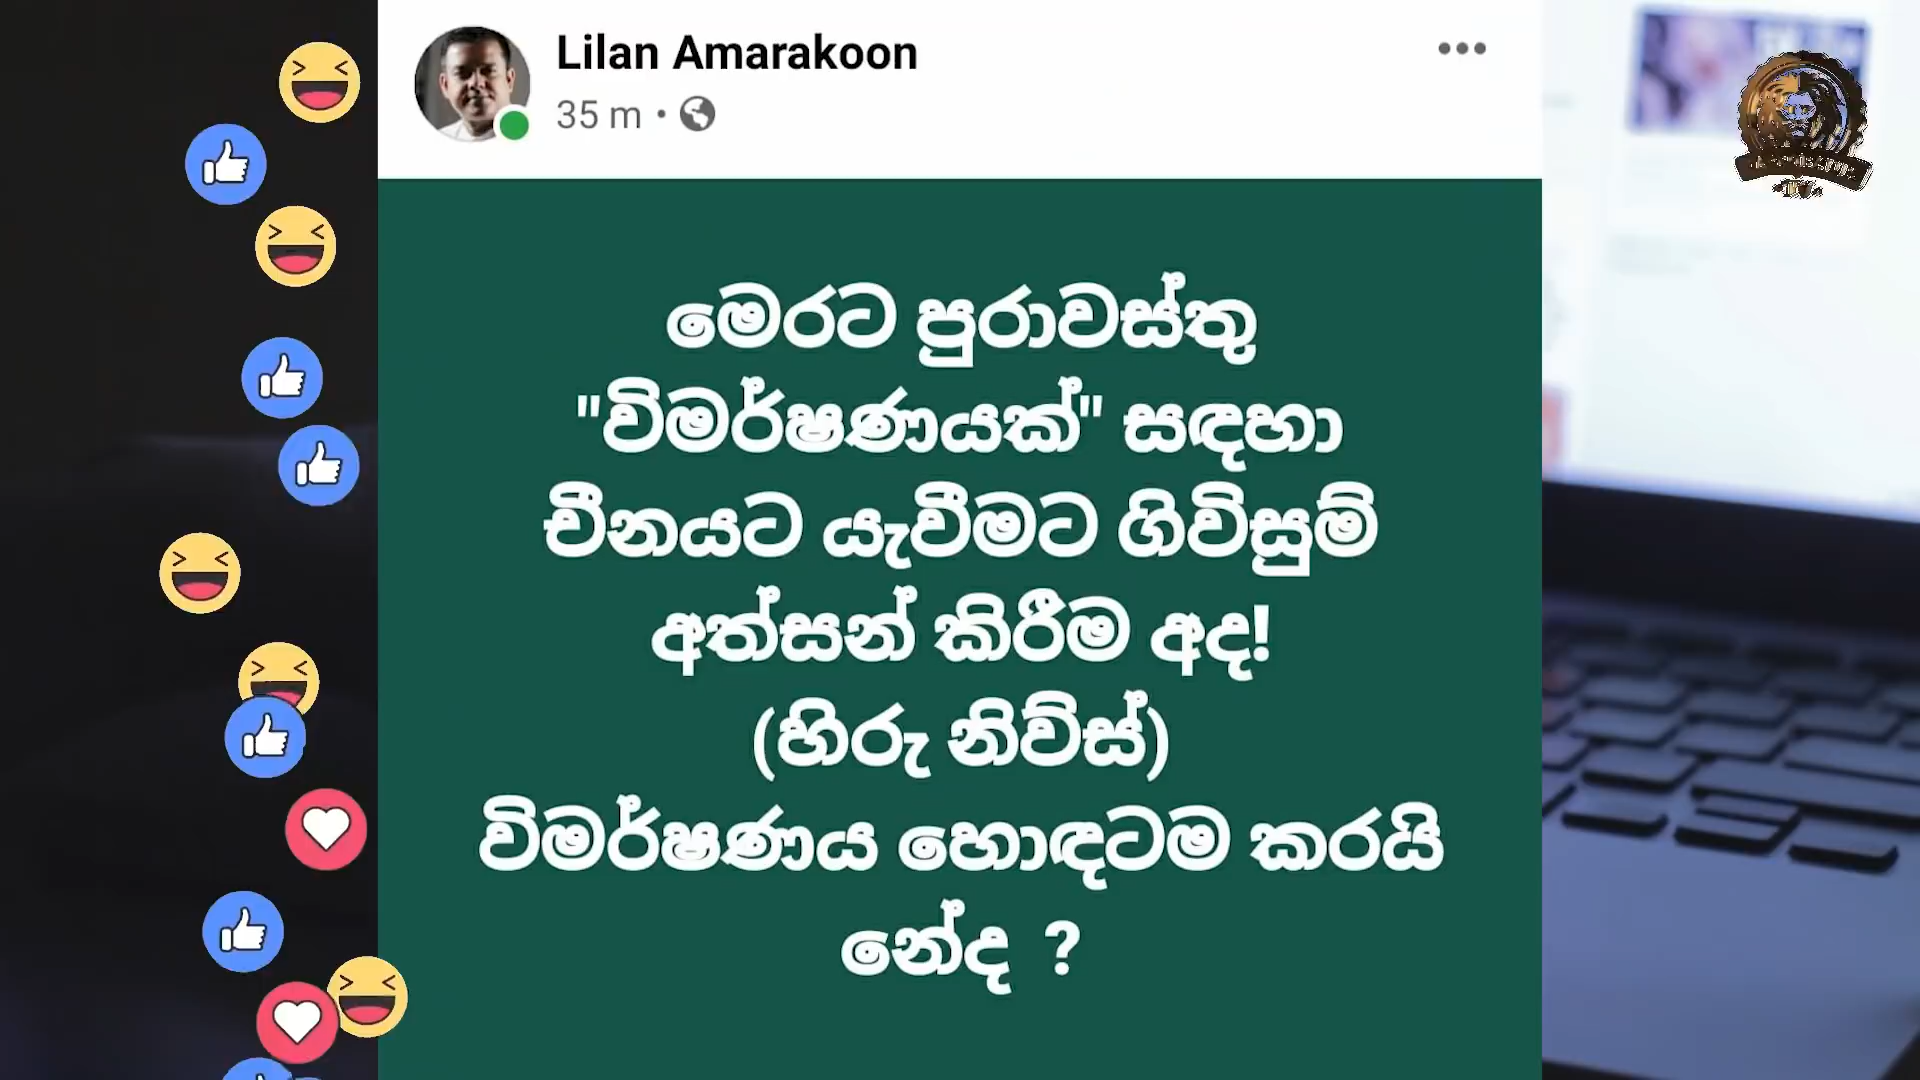 Lilan Amarakoon
35 m •
මෙරට පුරාවස්තු
"විමර්ෂණයක්" සඳහා
චීනයට යැවීමට ගිවිසුම්
අත්සන් කිරීම අද!
(හිරු නිව්ස්)
විමර්ෂණය හොඳටම කරයි
නේද ?